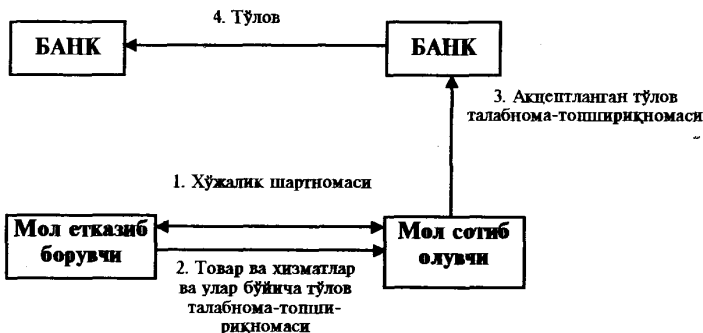 4. Тўлов
БАНК
БАНК
3. Акцептланган тўлов
талабнома-топшириқномаси
1. Хўжалик шартномаси
Мол етказиб
борувчи
Мол сотиб
олувчи
2. Товар ва хизматлар
ва улар бўйича тўлов
талабнома-топши-
риқномаси